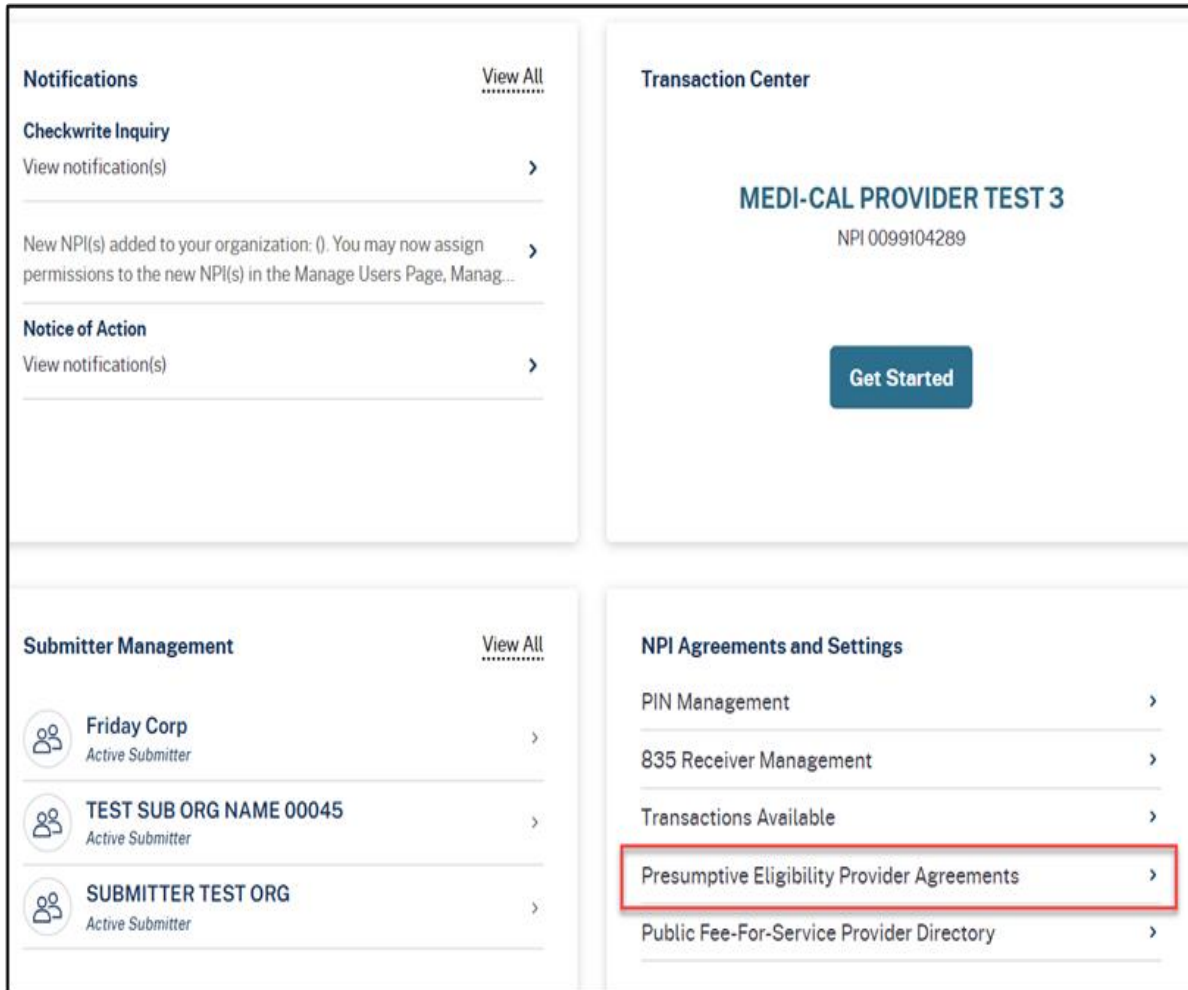 Notifications
View All
Checkwrite Inquiry
View notification(s)
New NPI(s) added to your organization: (). You may now assign
permissions to the new NPI(s) in the Manage Users Page, Manag...
Notice of Action
View notification(s)
Transaction Center
MEDI-CAL PROVIDER TEST 3
NPI 0099104289
Get Started
Submitter Management
View All
Friday Corp
Active Submitter
TEST SUB ORG NAME 00045
Active Submitter
SUBMITTER TEST ORG
Active Submitter
NPI Agreements and Settings
PIN Management
835 Receiver Management
Transactions Available
Presumptive Eligibility Provider Agreements
Public Fee-For-Service Provider Directory